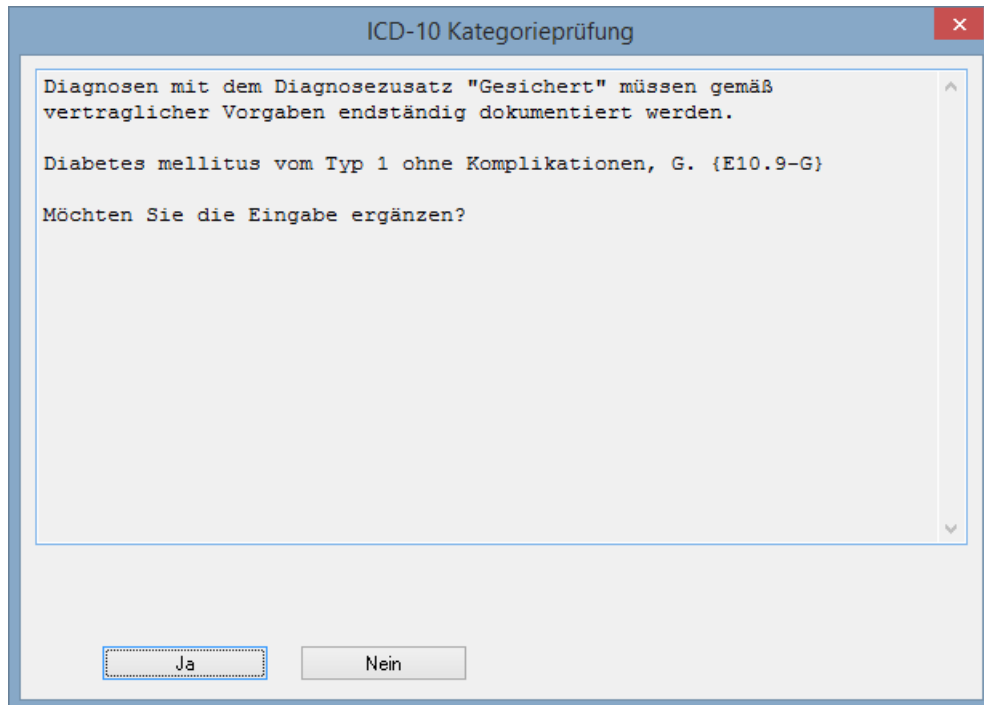 ICD-10 Kategorieprüfung
Diagnosen mit dem Diagnosezusatz "Gesichert" müssen gemäß
vertraglicher Vorgaben endständig dokumentiert werden.
Diabetes mellitus vom Typ 1 ohne Komplikationen, G. {E10.9-G}
Möchten Sie die Eingabe ergänzen?
Ja
Nein